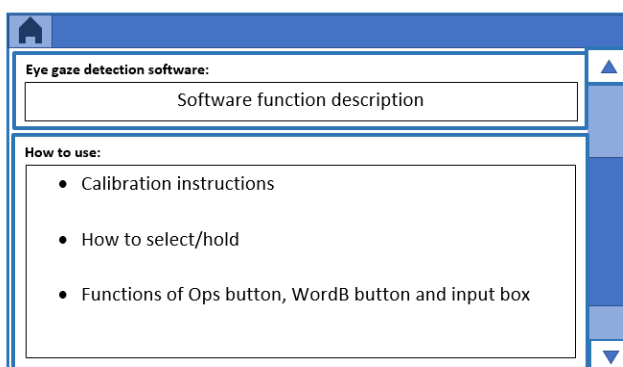 Eye gaze detection software:
Software function description
How to use:
• Calibration instructions
• How to select/hold
• Functions of Ops button, WordB button and input box